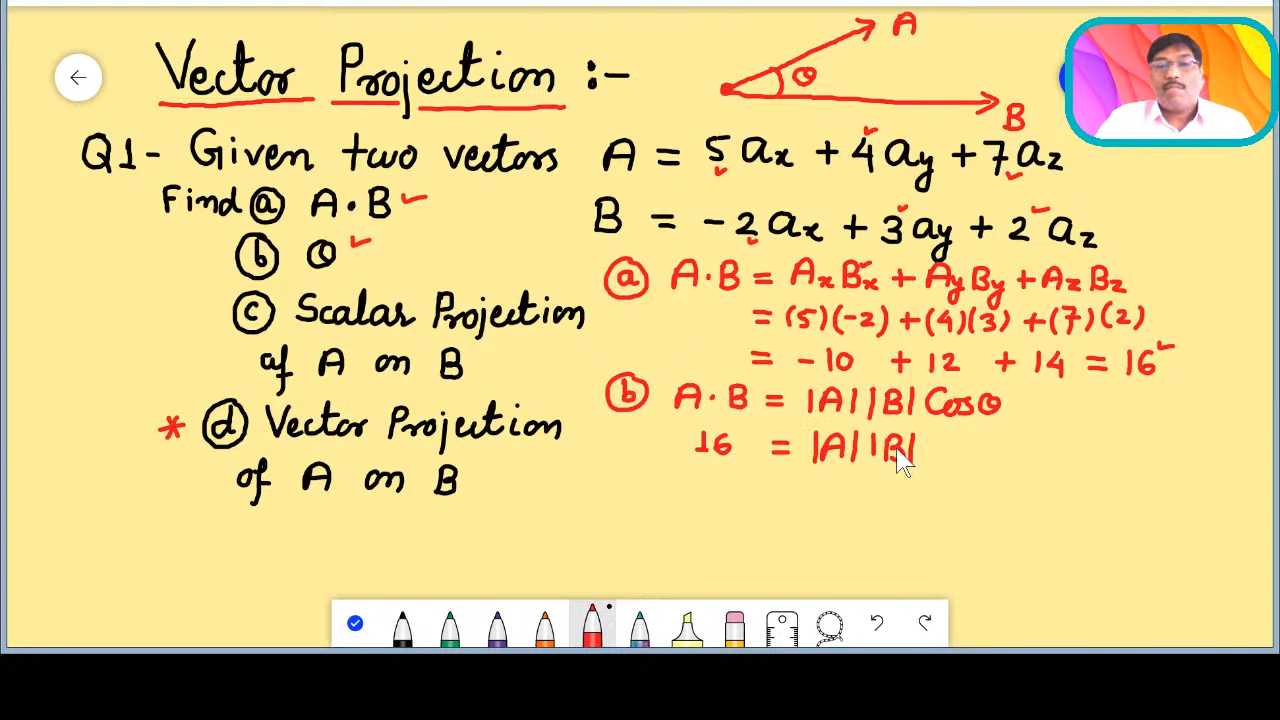 Vector Projection :-
A
θ
B
Q1- Given two vectors A = 5ax + 4ay + 7az
B = -2ax + 3ay + 2az
Find ⓐ A·B
ⓑ θ
ⓒ Scalar Projection
of A on B
* ⓓ Vector Projection
of A on B
ⓐ A·B = AxBx + AyBy + AzBz
= (5)(-2) + (4)(3) + (7)(2)
= -10 + 12 + 14 = 16
ⓑ A·B = |A||B| Cosθ
16 = |A||B|